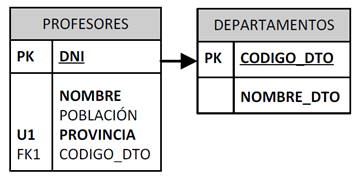 PROFESORES
PK DNI
NOMBRE
POBLACIÓN
U1 PROVINCIA
FK1 CODIGO_DTO
DEPARTAMENTOS
PK CODIGO_DTO
NOMBRE_DTO